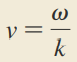 v = ω/k